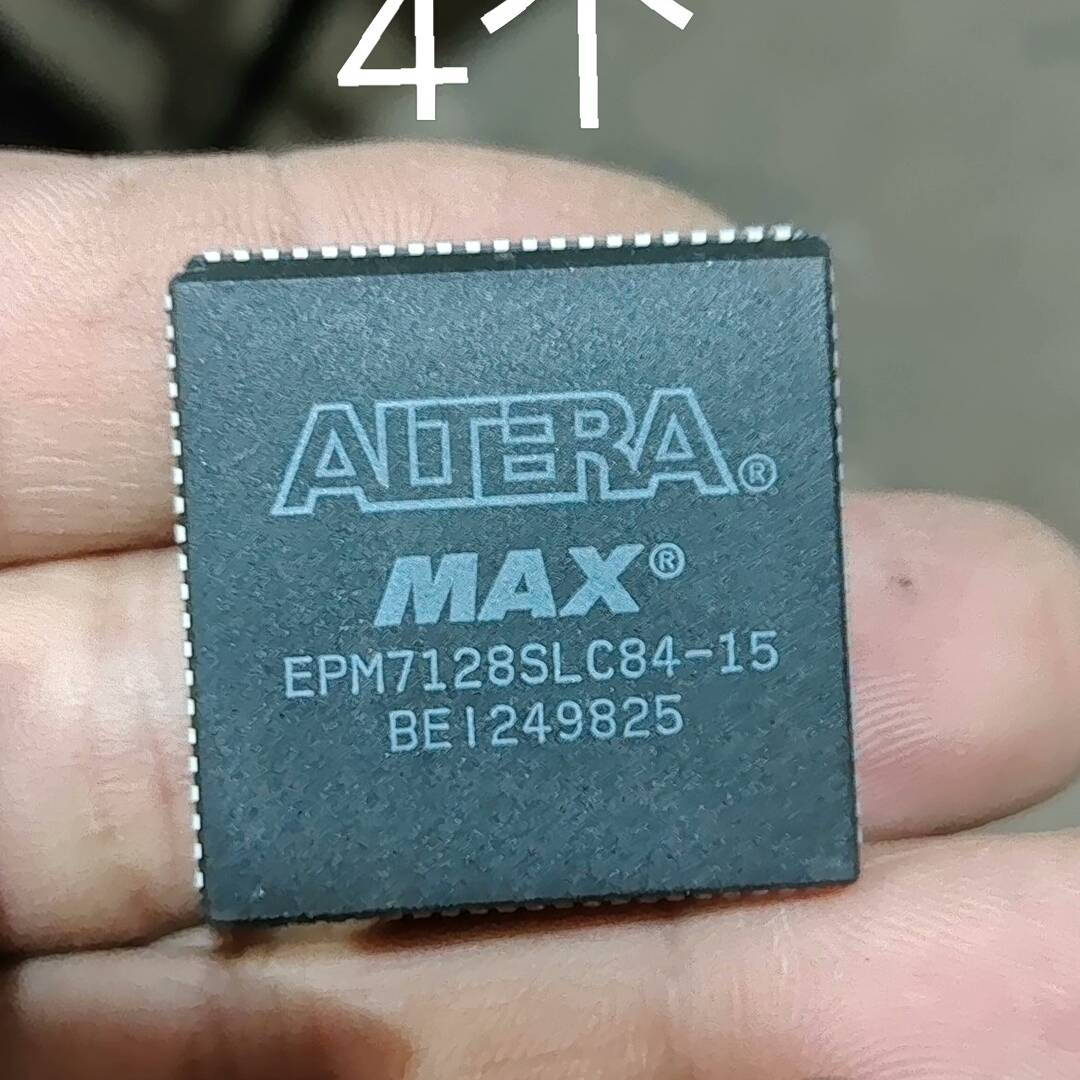 4个
ALTERA®
MAX®
EPM7128SLC84-15
BEI249825